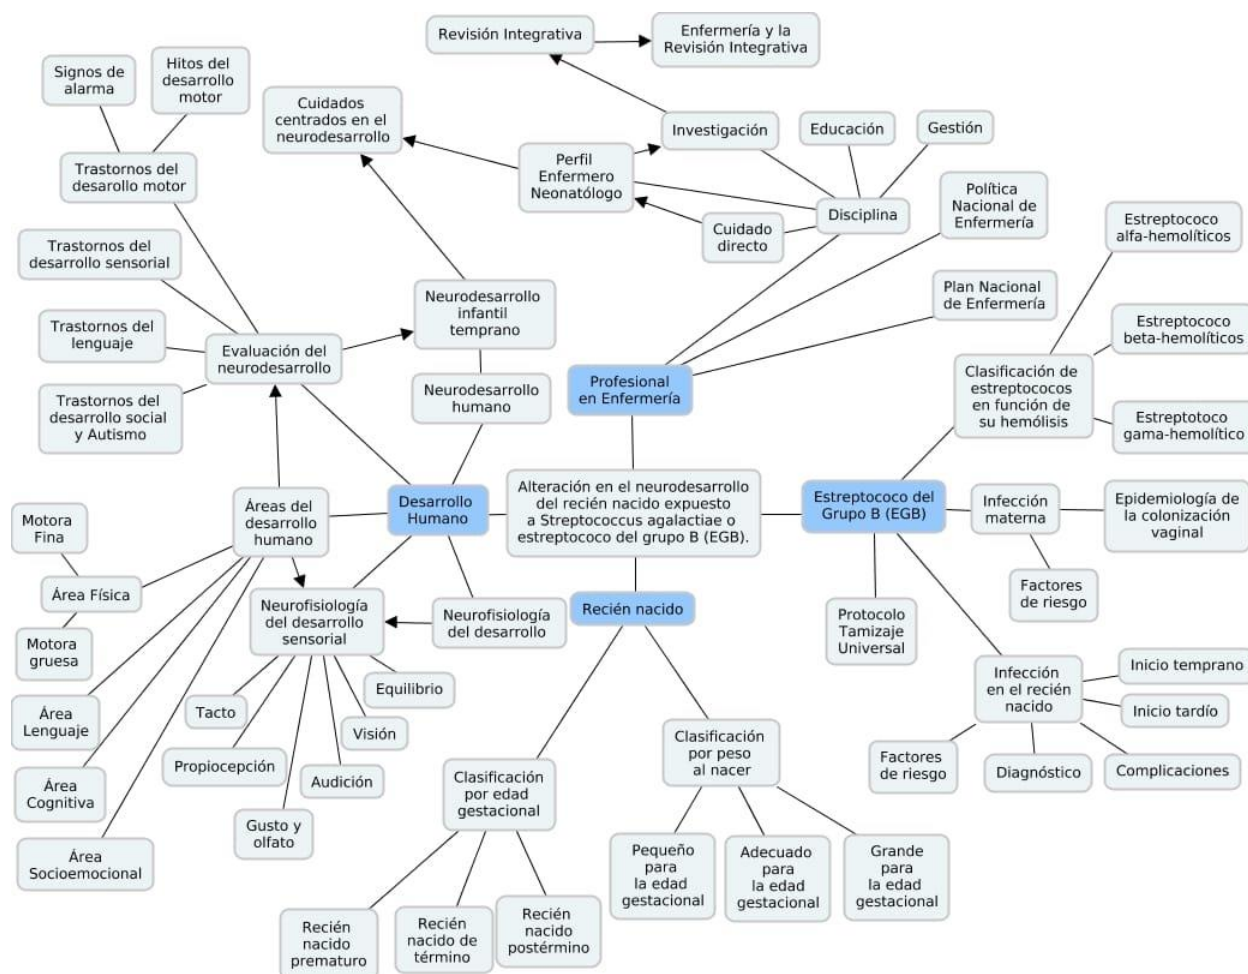 Revisión Integrativa
Enfermería y la
Revisión Integrativa
Signos de
alarma
Hitos del
desarrollo
motor
Cuidados
centrados en el
neurodesarrollo
Investigación
Educación
Gestión
Trastornos del
desarollo motor
Perfil
Enfermero
Neonatólogo
Disciplina
Política
Nacional de
Enfermería
Cuidado
directo
Estreptococo
alfa-hemolíticos
Trastornos del
desarrollo sensorial
Neurodesarrollo
infantil
temprano
Plan Nacional
de Enfermería
Trastornos del
lenguaje
Evaluación del
neurodesarrollo
Estreptococo
beta-hemolíticos
Trastornos del
desarrollo social
y Autismo
Neurodesarrollo
humano
Profesional
en Enfermería
Clasificación de
estreptococos
en función de
su hemólisis
Estreptotoco
gama-hemolítico
Motora
Fina
Áreas del
desarrollo
humano
Desarrollo
Humano
Alteración en el neurodesarrollo
del recién nacido expuesto
a Streptococcus agalactiae o
estreptococo del grupo B (EGB).
Estreptococo del
Grupo B (EGB)
Infección
materna
Epidemiología de
la colonización
vaginal
Área Física
Neurofisiología
del desarrollo
sensorial
Neurofisiología
del desarrollo
Recién nacido
Protocolo
Tamizaje
Universal
Factores
de riesgo
Motora
gruesa
Equilibrio
Tacto
Visión
Infección
en el recién
nacido
Inicio temprano
Inicio tardío
Área
Lenguaje
Propiocepción
Audición
Clasificación
por peso
al nacer
Factores
de riesgo
Diagnóstico
Complicaciones
Área
Cognitiva
Gusto y
olfato
Clasificación
por edad
gestacional
Área
Socioemocional
Pequeño
para
la edad
gestacional
Adecuado
para
la edad
gestacional
Grande
para
la edad
gestacional
Recién
nacido
prematuro
Recién
nacido de
término
Recién
nacido
postérmino